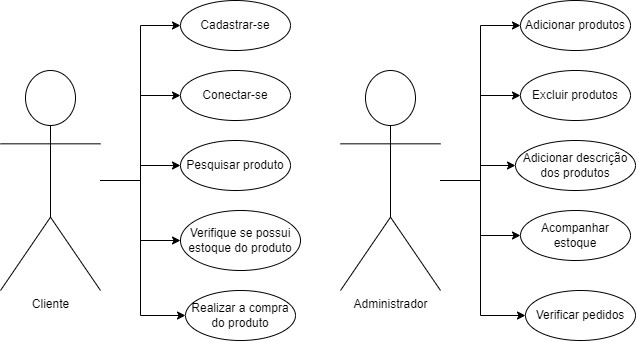 Cadastrar-se
Conectar-se
Pesquisar produto
Verifique se possui
estoque do produto
Realizar a compra
do produto
Cliente
Adicionar produtos
Excluir produtos
Adicionar descrição
dos produtos
Acompanhar
estoque
Verificar pedidos
Administrador